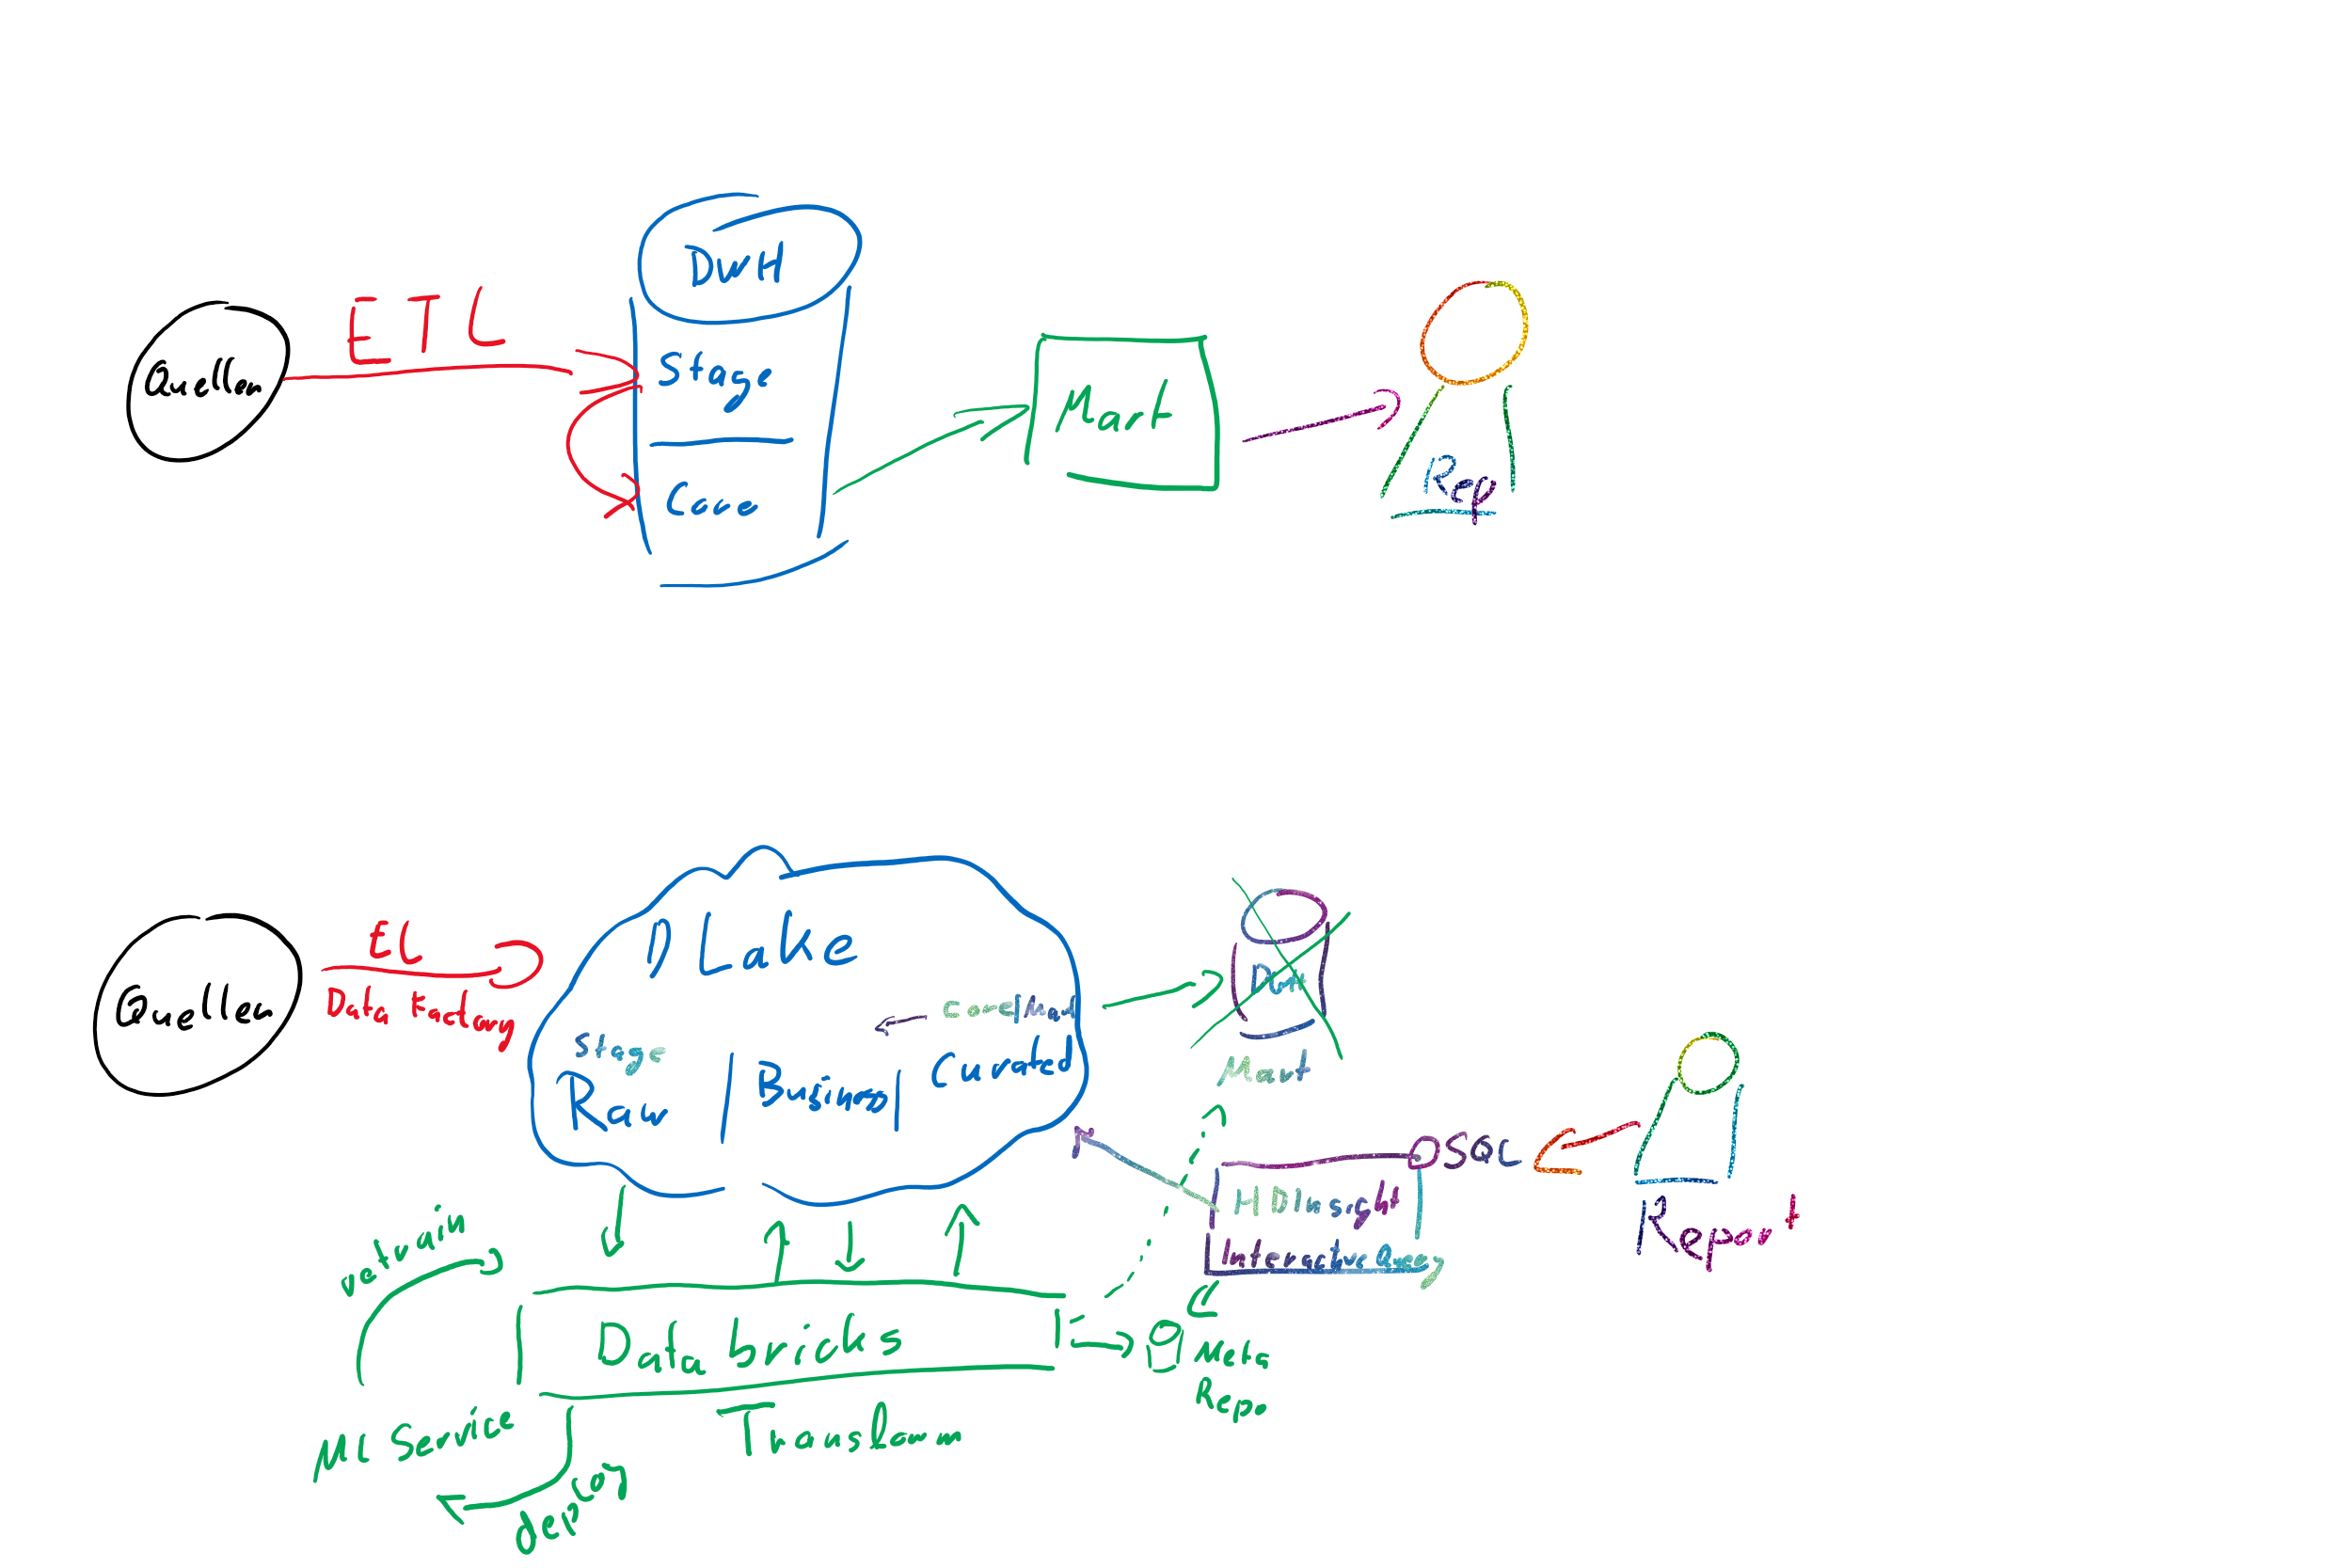 DWH
ETL
Quellen
Stage
Core
Mart
Rep
Lake
EL
Data Factory
Quellen
Core/Mart
Stage
Raw | Business | Curated
DWH
Mart
SQL
HDInsight
Interactive Query
Report
retrain
Data bricks
Meta
Repo
ML Service
Transform
deploy